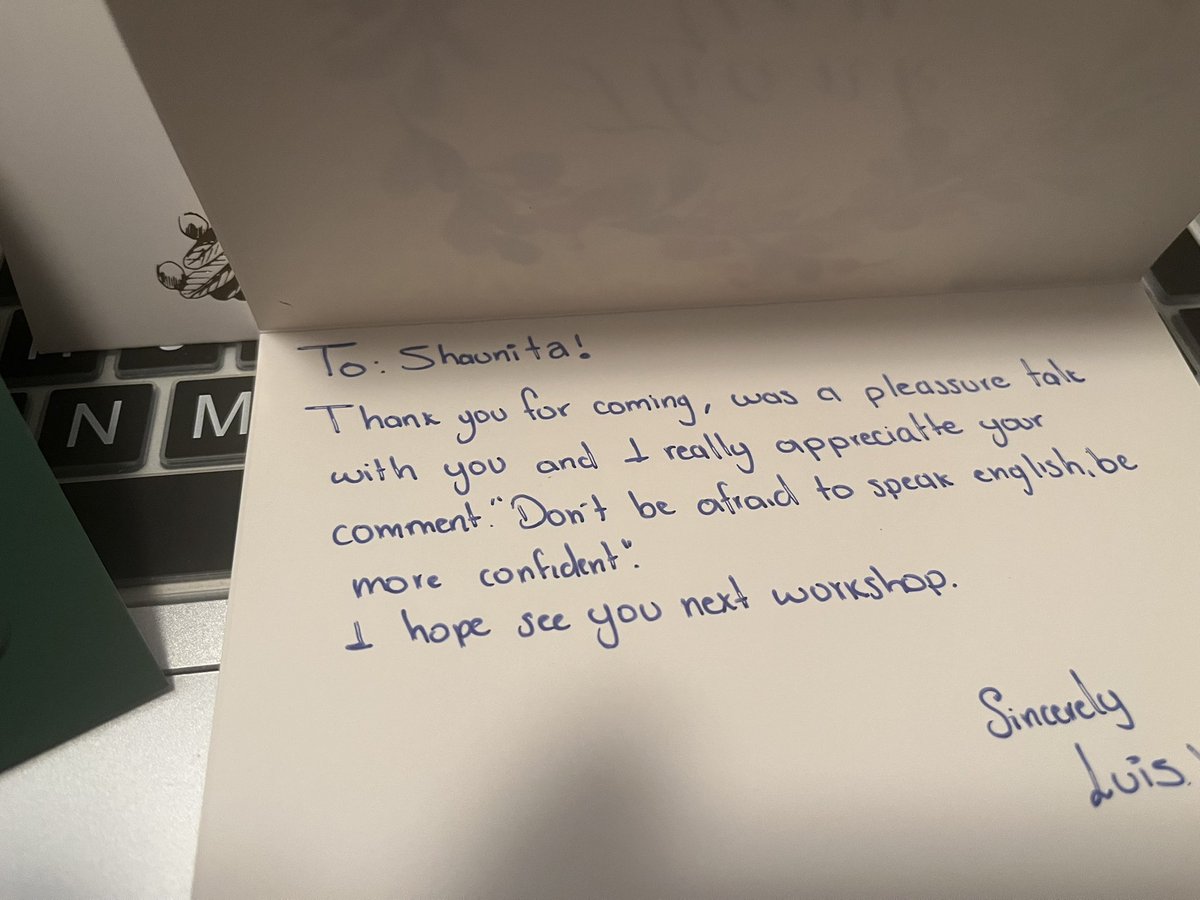 To: Shaunita!
Thank you for coming, was a pleassure talk
with you and I really appreciatte your
comment."Don't be afraid to speak english, be
more confident".
I hope see you next workshop.
Sincerely
Luis.
N
M